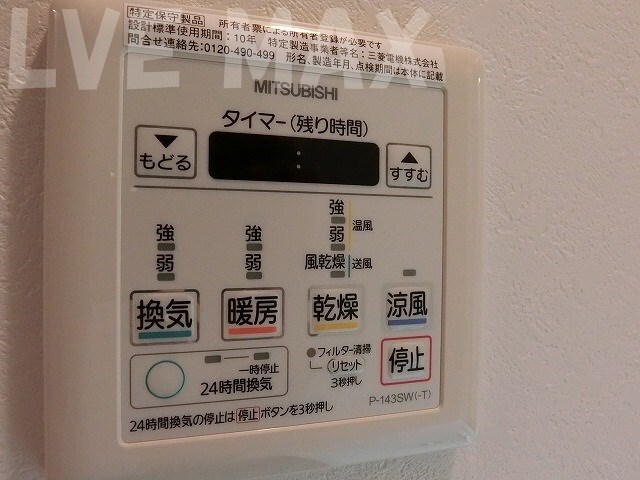 LVE MAX
特定保守製品 所有者票による所有者登録が必要です
設計標準使用期間：10年 特定製造事業者等名：三菱電機株式会社
問合せ連絡先：0120-490-499 形名、製造年月、点検期間は本体に記載
MITSUBISHI
タイマー(残り時間)
▼ もどる
:
▲ すすむ
強 強 強 温風
弱 弱 弱
風乾燥 送風
換気 暖房 乾燥 涼風
一時停止
24時間換気
フィルター清掃
リセット
3秒押し
停止
P-143SW(-T)
24時間換気の停止は停止ボタンを3秒押し